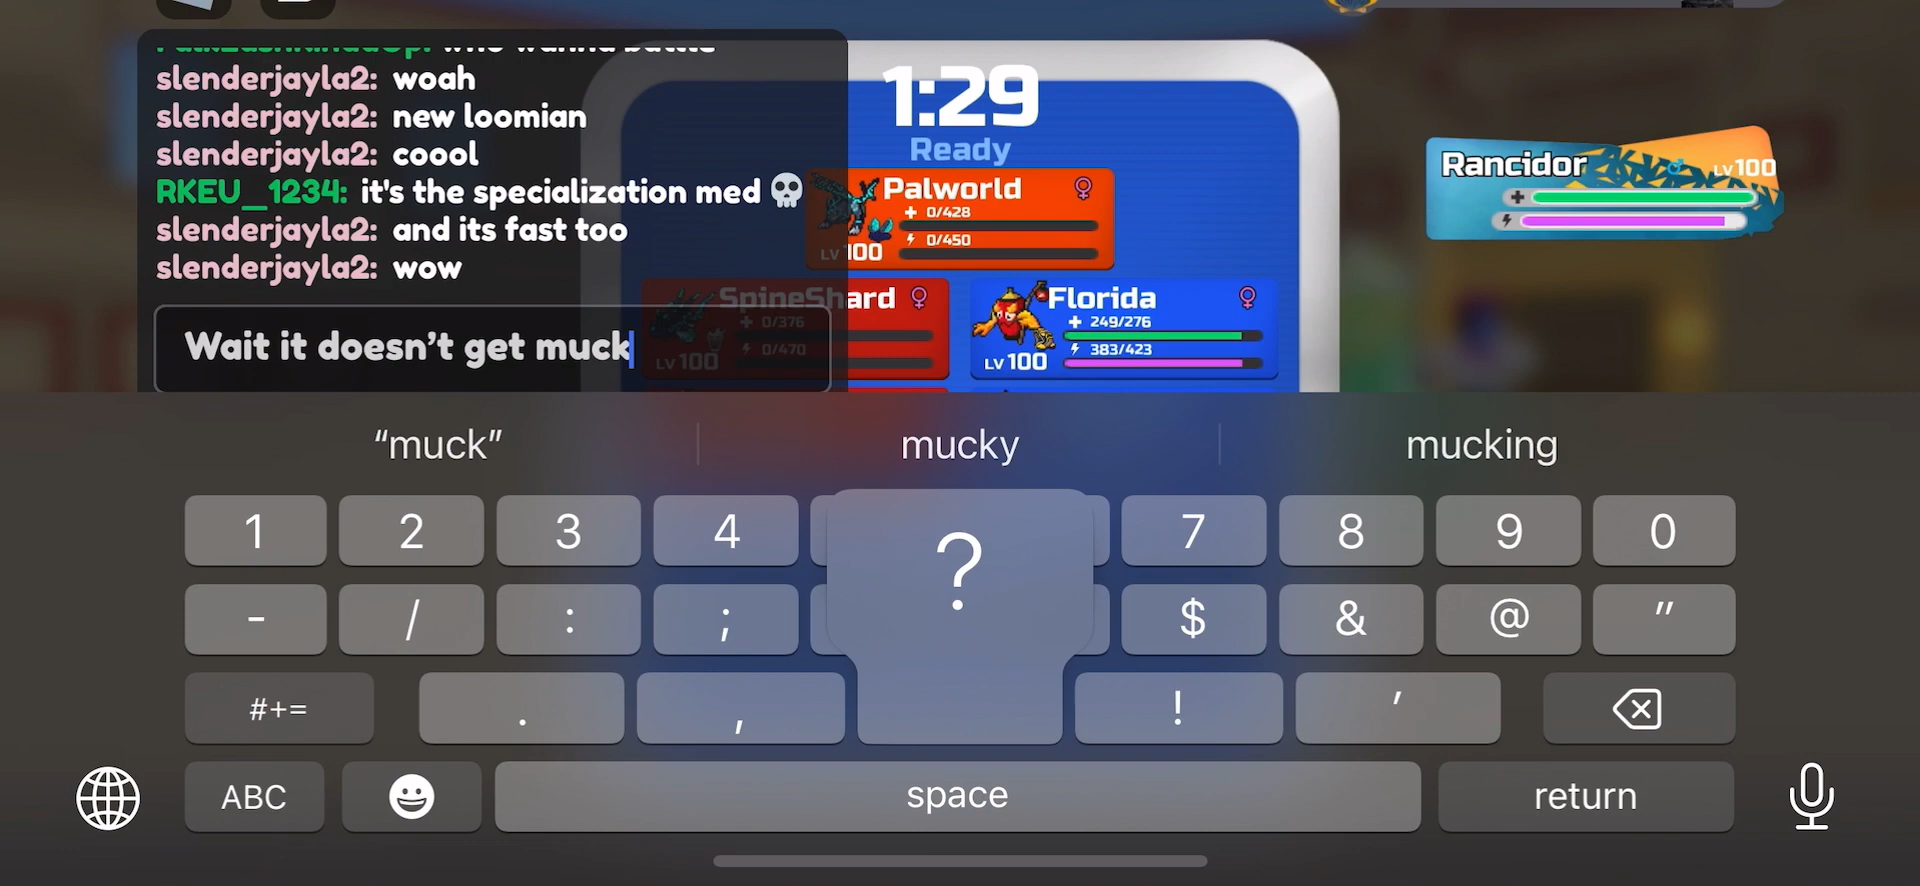 who wanna battle
slenderjayla2: woah
slenderjayla2: new loomian
slenderjayla2: coool
RKEU_1234: it's the specialization med 💀
slenderjayla2: and its fast too
slenderjayla2: wow
Wait it doesn't get muck
1:29
Ready
Palworld ♀
+ 0/428
0/450
LV 100
SpineShard ♀
+ 0/376
0/470
LV 100
Florida ♀
+ 249/276
383/423
LV 100
Rancidor ♂ LV 100
+
“muck” mucky mucking
1 2 3 4 7 8 9 0
- / : ; $ & @ "
?
#+= . , ! '
ABC space return